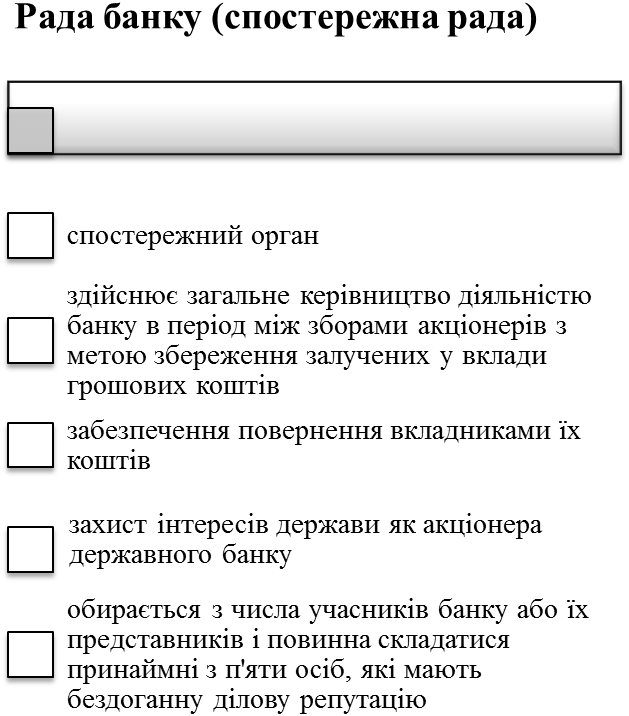 Рада банку (спостережна рада)
спостережний орган
здійснює загальне керівництво діяльністю
банку в період між зборами акціонерів з
метою збереження залучених у вклади
грошових коштів
забезпечення повернення вкладниками їх
коштів
захист інтересів держави як акціонера
державного банку
обирається з числа учасників банку або їх
представників і повинна складатися
принаймні з п'яти осіб, які мають
бездоганну ділову репутацію